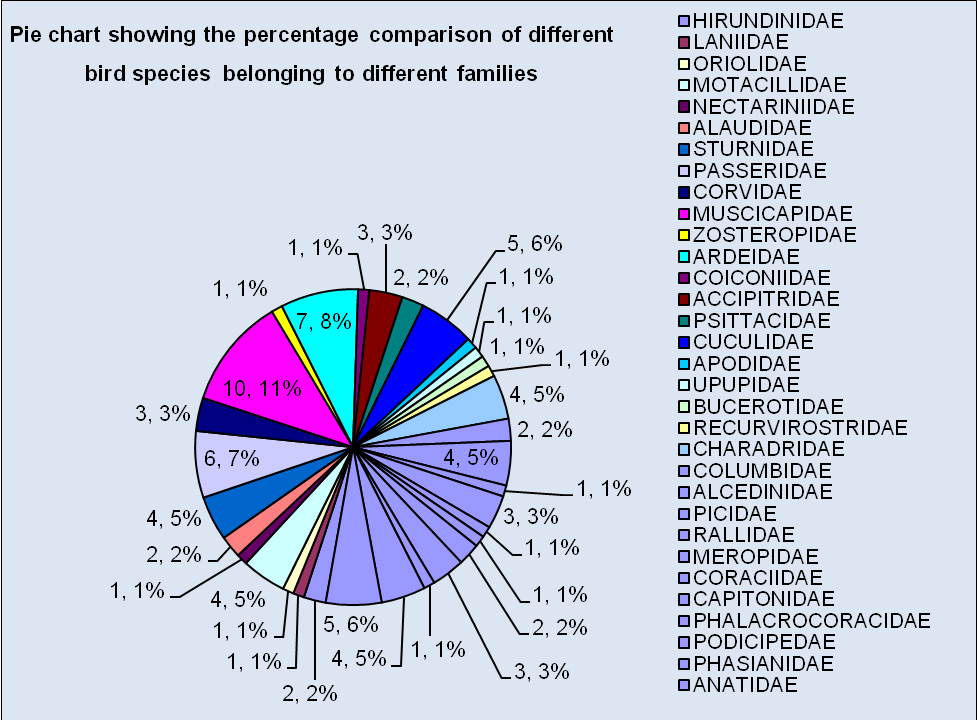 Pie chart showing the percentage comparison of different
bird species belonging to different families
HIRUNDINIDAE
LANIIDAE
ORIOLIDAE
MOTACILLIDAE
NECTARINIIDAE
ALAUDIDAE
STURNIDAE
PASSERIDAE
CORVIDAE
MUSCICAPIDAE
ZOSTEROPIDAE
ARDEIDAE
COICONIIDAE
ACCIPITRIDAE
PSITTACIDAE
CUCULIDAE
APODIDAE
UPUPIDAE
BUCEROTIDAE
RECURVIROSTRIDAE
CHARADRIDAE
COLUMBIDAE
ALCEDINIDAE
PICIDAE
RALLIDAE
MEROPIDAE
CORACIIDAE
CAPITONIDAE
PHALACROCORACIDAE
PODICIPEDAE
PHASIANIDAE
ANATIDAE
3, 3%
1, 1%
2, 2%
5, 6%
1, 1%
1, 1%
1, 1%
1, 1%
4, 5%
2, 2%
4, 5%
1, 1%
3, 3%
1, 1%
1, 1%
2, 2%
3, 3%
1, 1%
4, 5%
5, 6%
2, 2%
1, 1%
1, 1%
4, 5%
1, 1%
2, 2%
4, 5%
6, 7%
3, 3%
10, 11%
1, 1%
7, 8%